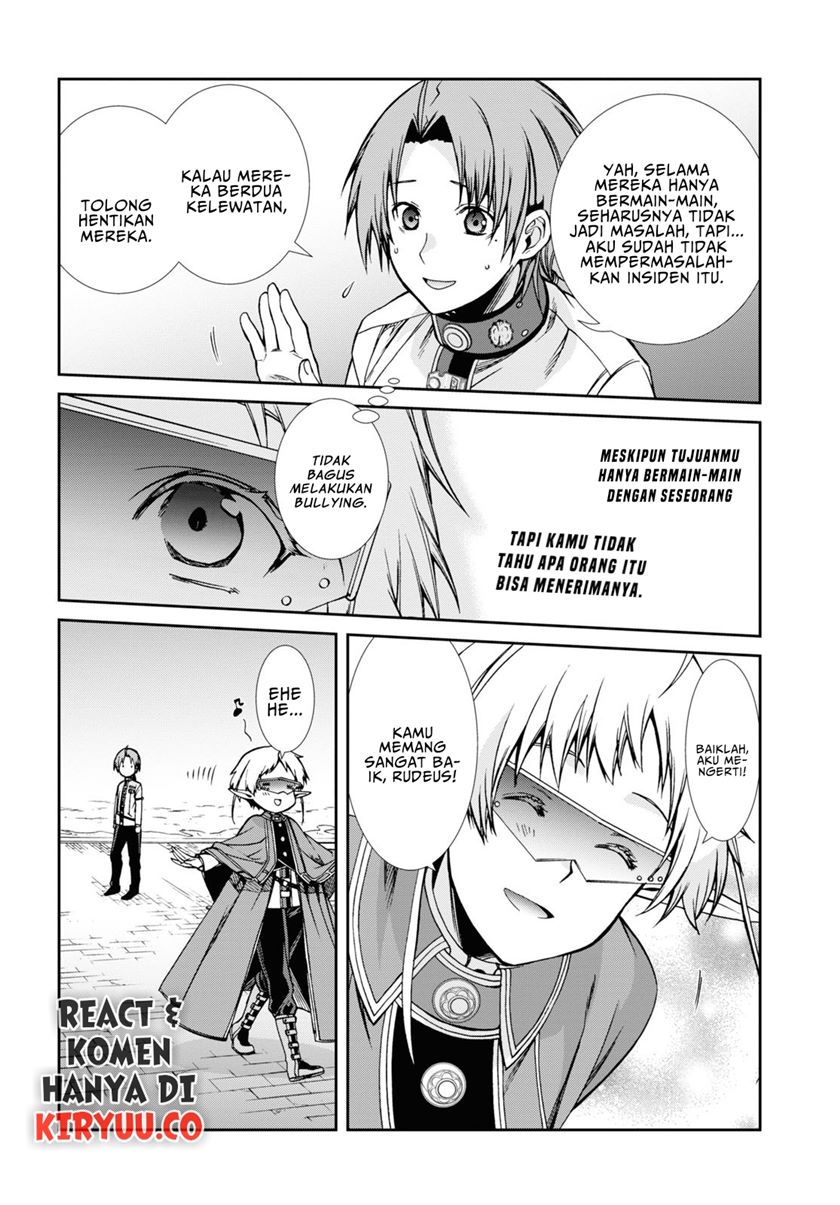 YAH, SELAMA
MEREKA HANYA
BERMAIN-MAIN,
SEHARUSNYA TIDAK
JADI MASALAH, TAPI...
AKU SUDAH TIDAK
MEMPERMASALAH-
KAN INSIDEN ITU.
KALAU MERE-
KA BERDUA
KELEWATAN,
TOLONG
HENTIKAN
MEREKA.
MESKIPUN TUJUANMU
HANYA BERMAIN-MAIN
DENGAN SESEORANG
TAPI KAMU TIDAK
TAHU APA ORANG ITU
BISA MENERIMANYA.
TIDAK
BAGUS
MELAKUKAN
BULLYING.
BAIKLAH,
AKU ME-
NGERTI!
KAMU
MEMANG
SANGAT BA-
IK, RUDEUS!
EHE
HE...
REACT &
KOMEN
HANYA DI
KIRYUU.CO